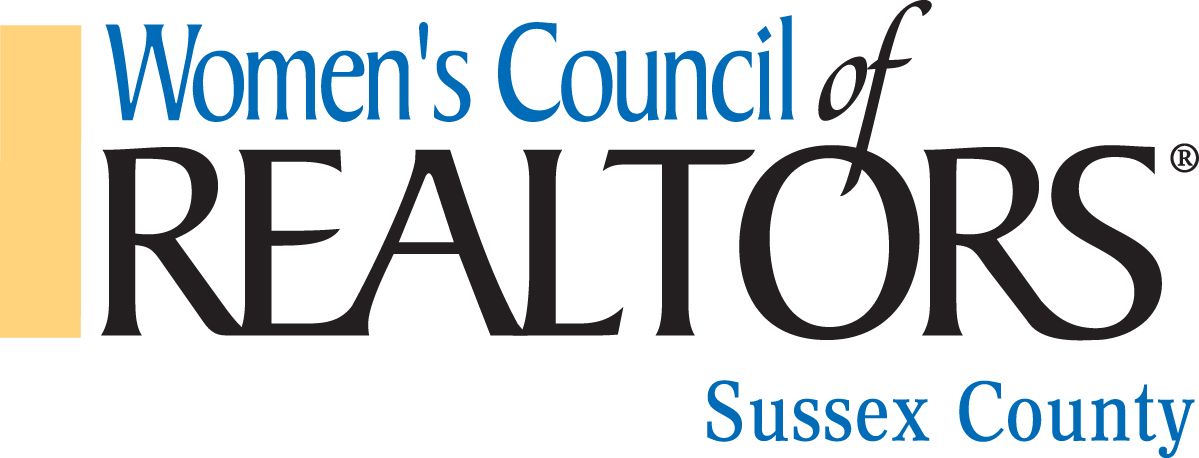 Women's Council of
REALTORS®
Sussex County